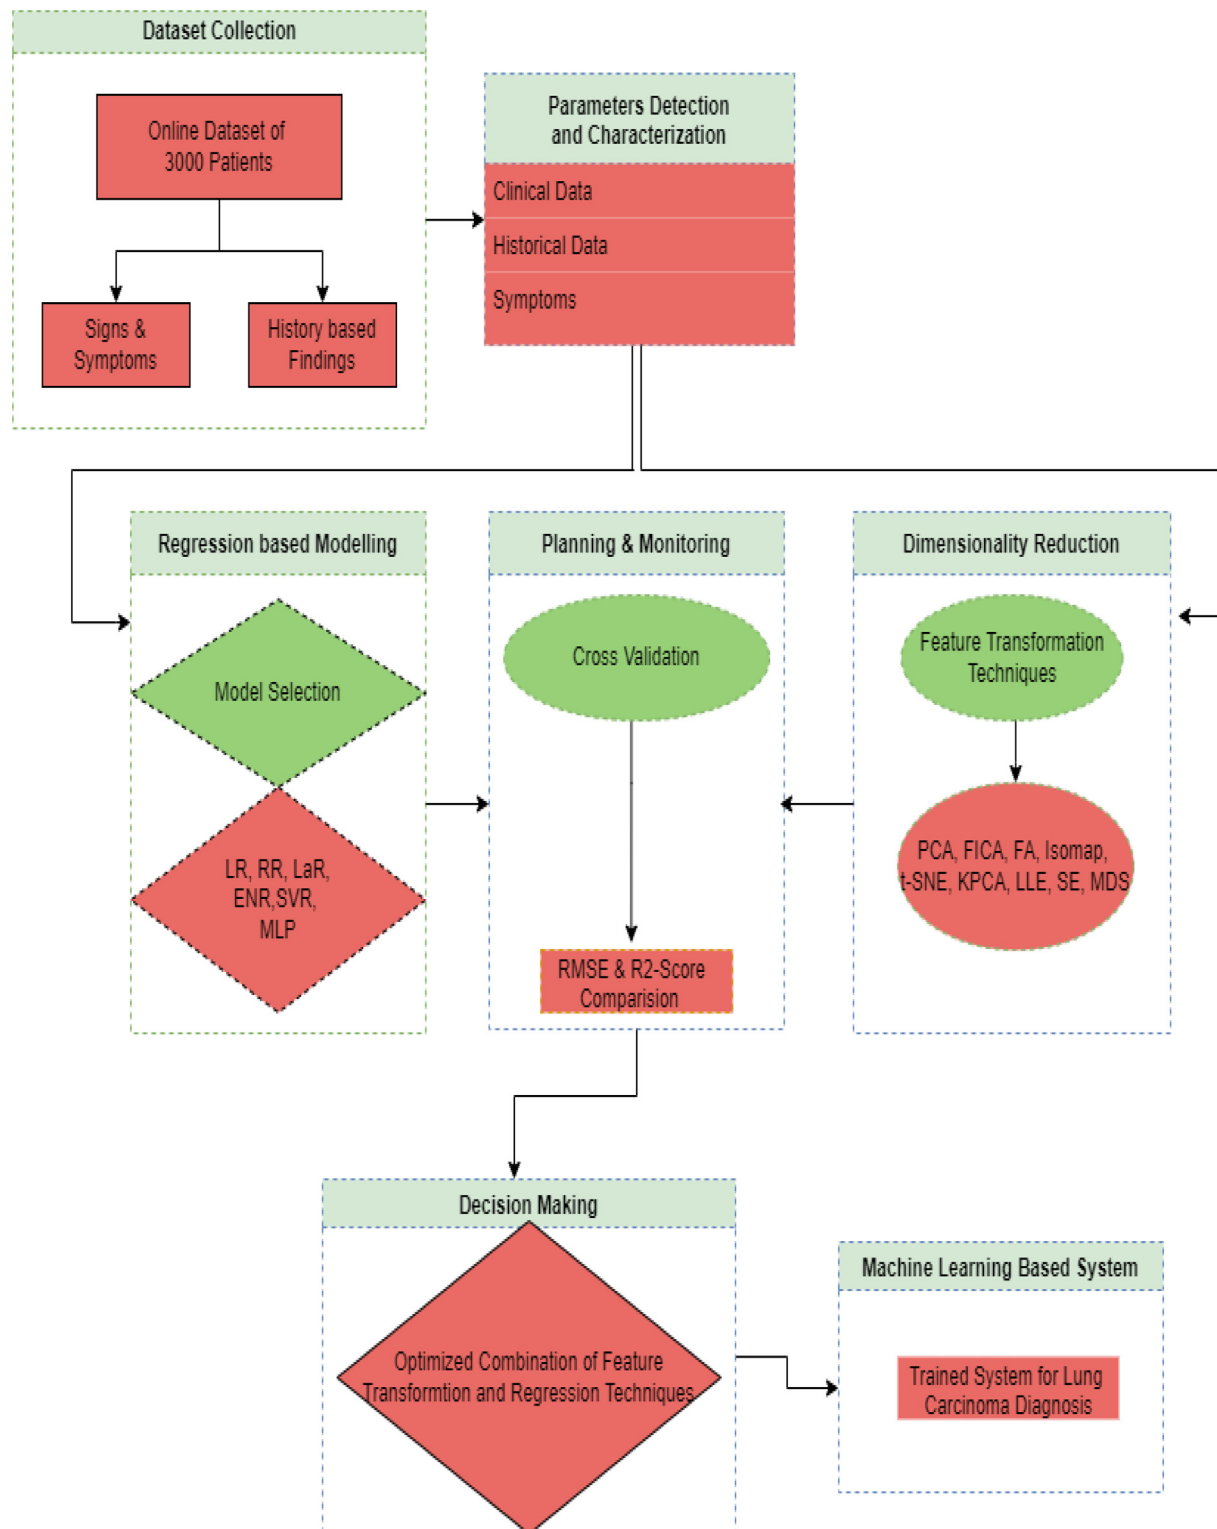 Dataset Collection
Online Dataset of
3000 Patients
Signs &
Symptoms
History based
Findings
Parameters Detection
and Characterization
Clinical Data
Historical Data
Symptoms
Regression based Modelling
Model Selection
LR, RR, LaR,
ENR,SVR,
MLP
Planning & Monitoring
Cross Validation
RMSE & R2-Score
Comparision
Dimensionality Reduction
Feature Transformation
Techniques
PCA, FICA, FA, Isomap,
t-SNE, KPCA, LLE, SE, MDS
Decision Making
Optimized Combination of Feature
Transformtion and Regression Techniques
Machine Learning Based System
Trained System for Lung
Carcinoma Diagnosis